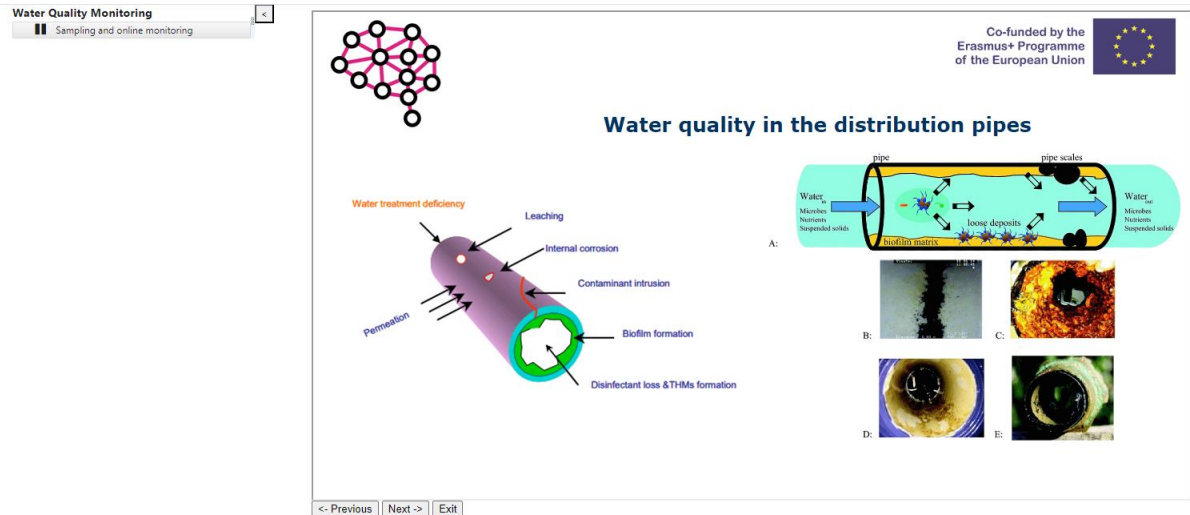 Water Quality Monitoring
<
Sampling and online monitoring
Co-funded by the
Erasmus+ Programme
of the European Union
Water quality in the distribution pipes
Water treatment deficiency
Leaching
Internal corrosion
Contaminant intrusion
Permeation
Biofilm formation
Disinfectant loss &THMs formation
pipe
pipe scales
Water in
Microbes
Nutrients
Suspended solids
loose deposits
biofilm matrix
Water out
Microbes
Nutrients
Suspended solids
A:
B:
C:
D:
E:
<- Previous Next -> Exit